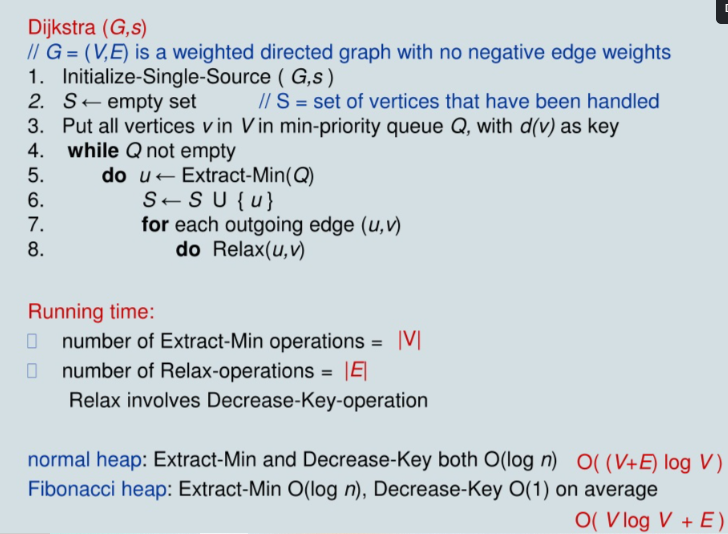 Dijkstra (G,s)
// G = (V,E) is a weighted directed graph with no negative edge weights
1. Initialize-Single-Source ( G,s )
2. S ← empty set // S = set of vertices that have been handled
3. Put all vertices v in V in min-priority queue Q, with d(v) as key
4. while Q not empty
5. do u ← Extract-Min(Q)
6. S ← S U { u }
7. for each outgoing edge (u,v)
8. do Relax(u,v)
Running time:
number of Extract-Min operations = |V|
number of Relax-operations = |E|
Relax involves Decrease-Key-operation
normal heap: Extract-Min and Decrease-Key both O(log n) O( (V+E) log V )
Fibonacci heap: Extract-Min O(log n), Decrease-Key O(1) on average
O( V log V + E )